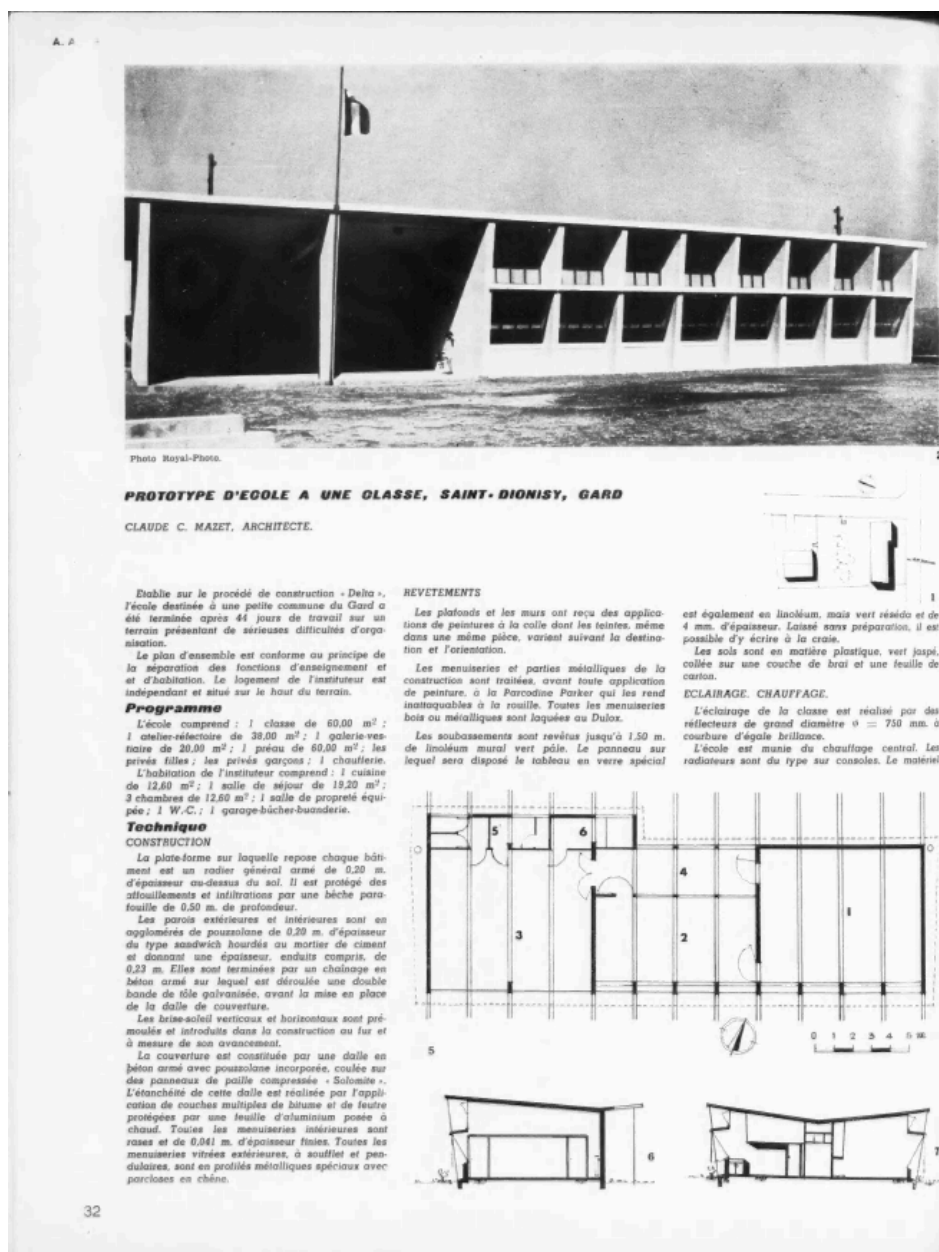 A. A
Photo Royal-Photo.
2
PROTOTYPE D'ECOLE A UNE CLASSE, SAINT-DIONISY, GARD
CLAUDE C. MAZET, ARCHITECTE.
1
Etablie sur le procédé de construction « Delta »,
l'école destinée à une petite commune du Gard a
été terminée après 44 jours de travail sur un
terrain présentant de sérieuses difficultés d'orga-
nisation.
Le plan d'ensemble est conforme au principe de
la séparation des fonctions d'enseignement et
et d'habitation. Le logement de l'instituteur est
indépendant et situé sur le haut du terrain.
Programme
L'école comprend : 1 classe de 60,00 m² ;
1 atelier-réfectoire de 38,00 m² ; 1 galerie-ves-
tiaire de 20,00 m² ; 1 préau de 60,00 m² ; les
privés filles ; les privés garçons ; 1 chaufferie.
L'habitation de l'instituteur comprend : 1 cuisine
de 12,60 m² ; 1 salle de séjour de 19,20 m² ;
3 chambres de 12,60 m² ; 1 salle de propreté équi-
pée ; 1 W.-C. ; 1 garage-bûcher-buanderie.
Technique
CONSTRUCTION
La plate-forme sur laquelle repose chaque bâti-
ment est un radier général armé de 0,20 m.
d'épaisseur au-dessus du sol. Il est protégé des
affouillements et infiltrations par une bêche para-
fouille de 0,50 m. de profondeur.
Les parois extérieures et intérieures sont en
agglomérés de pouzzolane de 0,20 m. d'épaisseur
du type sandwich hourdés au mortier de ciment
et donnant une épaisseur, enduits compris, de
0,23 m. Elles sont terminées par un chaînage en
béton armé sur lequel est déroulée une double
bande de tôle galvanisée, avant la mise en place
de la dalle de couverture.
Les brise-soleil verticaux et horizontaux sont pré-
moulés et introduits dans la construction au fur et
à mesure de son avancement.
La couverture est constituée par une dalle en
béton armé avec pouzzolane incorporée, coulée sur
des panneaux de paille compressée « Solomite ».
L'étanchéité de cette dalle est réalisée par l'appli-
cation de couches multiples de bitume et de feutre
protégées par une feuille d'aluminium posée à
chaud. Toutes les menuiseries intérieures sont
rases et de 0,041 m. d'épaisseur finies. Toutes les
menuiseries vitrées extérieures, à soufflet et pen-
dulaires, sont en profilés métalliques spéciaux avec
parcloses en chêne.
REVETEMENTS
Les plafonds et les murs ont reçu des applica-
tions de peintures à la colle dont les teintes, même
dans une même pièce, varient suivant la destina-
tion et l'orientation.
Les menuiseries et parties métalliques de la
construction sont traitées, avant toute application
de peinture, à la Parcodine Parker qui les rend
inattaquables à la rouille. Toutes les menuiseries
bois ou métalliques sont laquées au Dulox.
Les soubassements sont revêtus jusqu'à 1,50 m.
de linoléum mural vert pâle. Le panneau sur
lequel sera disposé le tableau en verre spécial
est également en linoléum, mais vert réséda et de
4 mm. d'épaisseur. Laissé sans préparation, il est
possible d'y écrire à la craie.
Les sols sont en matière plastique, vert jaspé,
collée sur une couche de brai et une feuille de
carton.
ECLAIRAGE. CHAUFFAGE.
L'éclairage de la classe est réalisé par des
réflecteurs de grand diamètre ϑ = 750 mm. à
courbure d'égale brillance.
L'école est munie du chauffage central. Les
radiateurs sont du type sur consoles. Le matériel
5
6
4
3
2
1
0 1 2 3 4 5
5
6
7
32